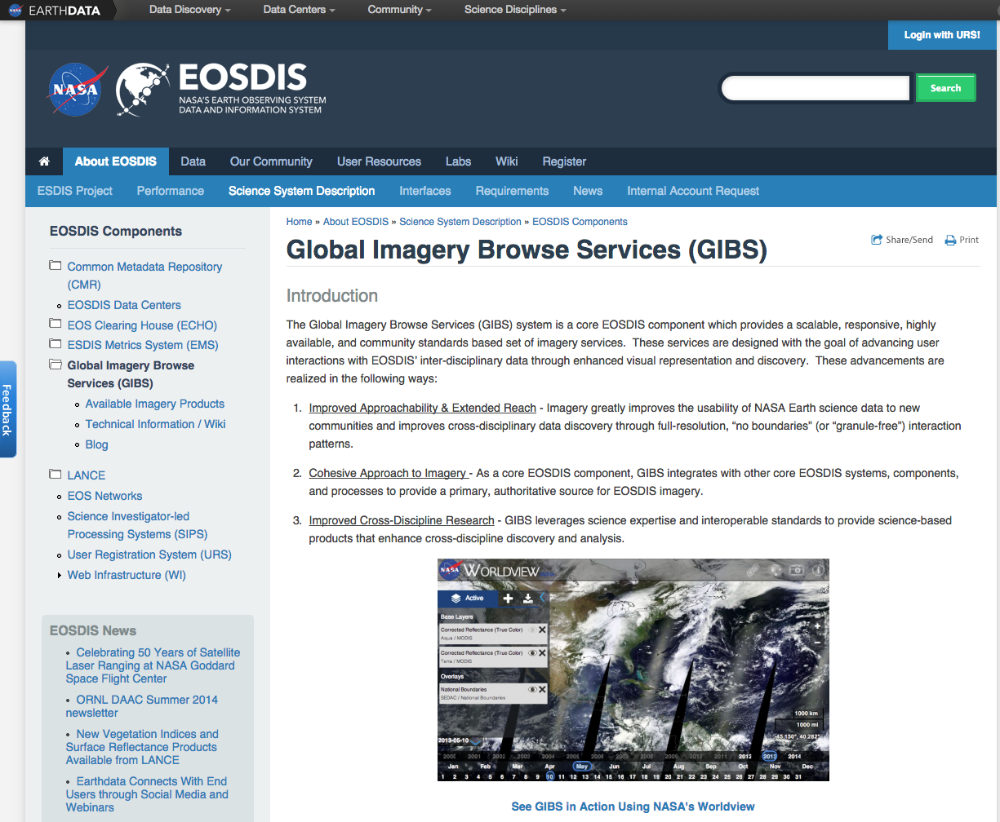 NASA EARTHDATA
Data Discovery
Data Centers
Community
Science Disciplines
Login with URS!
NASA
EOSDIS
NASA'S EARTH OBSERVING SYSTEM
DATA AND INFORMATION SYSTEM
Search
About EOSDIS
Data
Our Community
User Resources
Labs
Wiki
Register
ESDIS Project
Performance
Science System Description
Interfaces
Requirements
News
Internal Account Request
Feedback
EOSDIS Components
Common Metadata Repository
(CMR)
EOSDIS Data Centers
EOS Clearing House (ECHO)
ESDIS Metrics System (EMS)
Global Imagery Browse
Services (GIBS)
Available Imagery Products
Technical Information / Wiki
Blog
LANCE
EOS Networks
Science Investigator-led
Processing Systems (SIPS)
User Registration System (URS)
Web Infrastructure (WI)
EOSDIS News
• Celebrating 50 Years of Satellite
Laser Ranging at NASA Goddard
Space Flight Center
• ORNL DAAC Summer 2014
newsletter
• New Vegetation Indices and
Surface Reflectance Products
Available from LANCE
• Earthdata Connects With End
Users through Social Media and
Webinars
Home » About EOSDIS » Science System Description » EOSDIS Components
Global Imagery Browse Services (GIBS)
Share/Send
Print
Introduction
The Global Imagery Browse Services (GIBS) system is a core EOSDIS component which provides a scalable, responsive, highly
available, and community standards based set of imagery services. These services are designed with the goal of advancing user
interactions with EOSDIS' inter-disciplinary data through enhanced visual representation and discovery. These advancements are
realized in the following ways:
1. Improved Approachability & Extended Reach - Imagery greatly improves the usability of NASA Earth science data to new
communities and improves cross-disciplinary data discovery through full-resolution, “no boundaries” (or “granule-free”) interaction
patterns.
2. Cohesive Approach to Imagery - As a core EOSDIS component, GIBS integrates with other core EOSDIS systems, components,
and processes to provide a primary, authoritative source for EOSDIS imagery.
3. Improved Cross-Discipline Research - GIBS leverages science expertise and interoperable standards to provide science-based
products that enhance cross-discipline discovery and analysis.
NASA WORLDVIEW
Active
Base Layers
Corrected Reflectance (True Color)
Aqua / MODIS
Corrected Reflectance (True Color)
Terra / MODIS
Overlays
National Boundaries
SEDAC / National Boundaries
1000 km
1000 mi
-45.150°, 40.282°
2013-05-10
2000 2001 2002 2003 2004 2005 2006 2007 2008 2009 2010 2011 2012 2013 2014
Jan Feb Mar Apr May Jun Jul Aug Sep Oct Nov Dec
1 2 3 4 5 6 7 8 9 10 11 12 13 14 15 16 17 18 19 20 21 22 23 24 25 26 27 28 29 30 31
See GIBS in Action Using NASA's Worldview